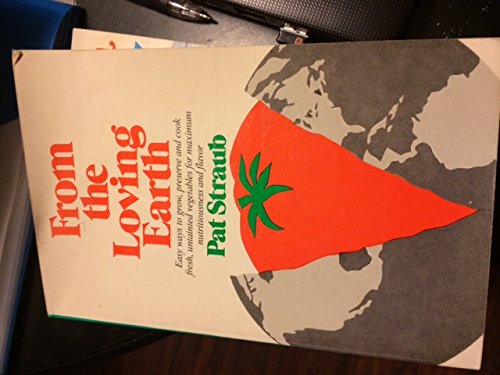 From
the
Loving
Earth
Easy ways to grow, preserve and cook
fresh, untainted vegetables for maximum
nutritiousness and flavor
Pat Straub